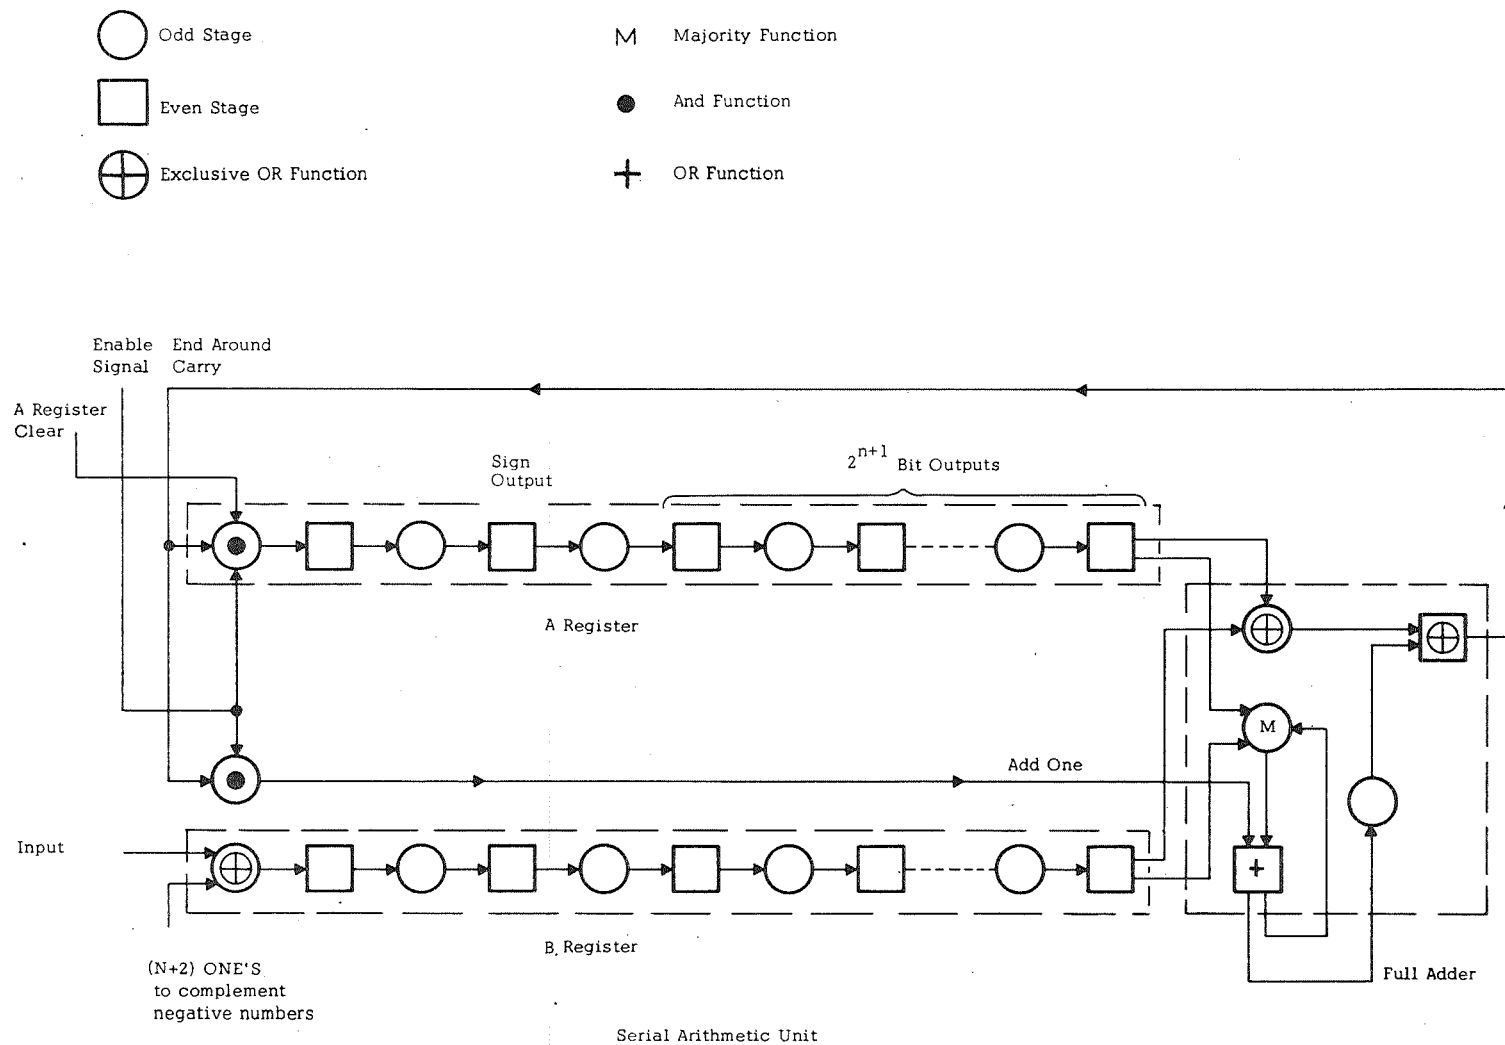 Odd Stage
M Majority Function
Even Stage
And Function
Exclusive OR Function
OR Function
Enable Signal
End Around Carry
A Register
Clear
Sign
Output
2^{n+1} Bit Outputs
A Register
M
Add One
Input
B Register
(N+2) ONE'S
to complement
negative numbers
Full Adder
Serial Arithmetic Unit